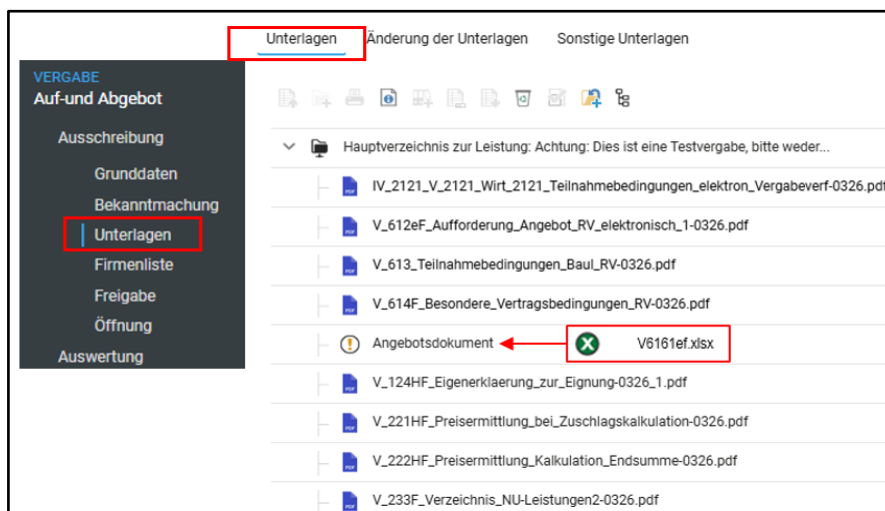 Unterlagen Änderung der Unterlagen Sonstige Unterlagen
VERGABE
Auf-und Abgebot
Ausschreibung
Grunddaten
Bekanntmachung
Unterlagen
Firmenliste
Freigabe
Öffnung
Auswertung
Hauptverzeichnis zur Leistung: Achtung: Dies ist eine Testvergabe, bitte weder...
IV_2121_V_2121_Wirt_2121_Teilnahmebedingungen_elektron_Vergabeverf-0326.pdf
V_612eF_Aufforderung_Angebot_RV_elektronisch_1-0326.pdf
V_613_Teilnahmebedingungen_Baul_RV-0326.pdf
V_614F_Besondere_Vertragsbedingungen_RV-0326.pdf
Angebotsdokument V6161ef.xlsx
V_124HF_Eigenerklaerung_zur_Eignung-0326_1.pdf
V_221HF_Preisermittlung_bei_Zuschlagskalkulation-0326.pdf
V_222HF_Preisermittlung_Kalkulation_Endsumme-0326.pdf
V_233F_Verzeichnis_NU-Leistungen2-0326.pdf